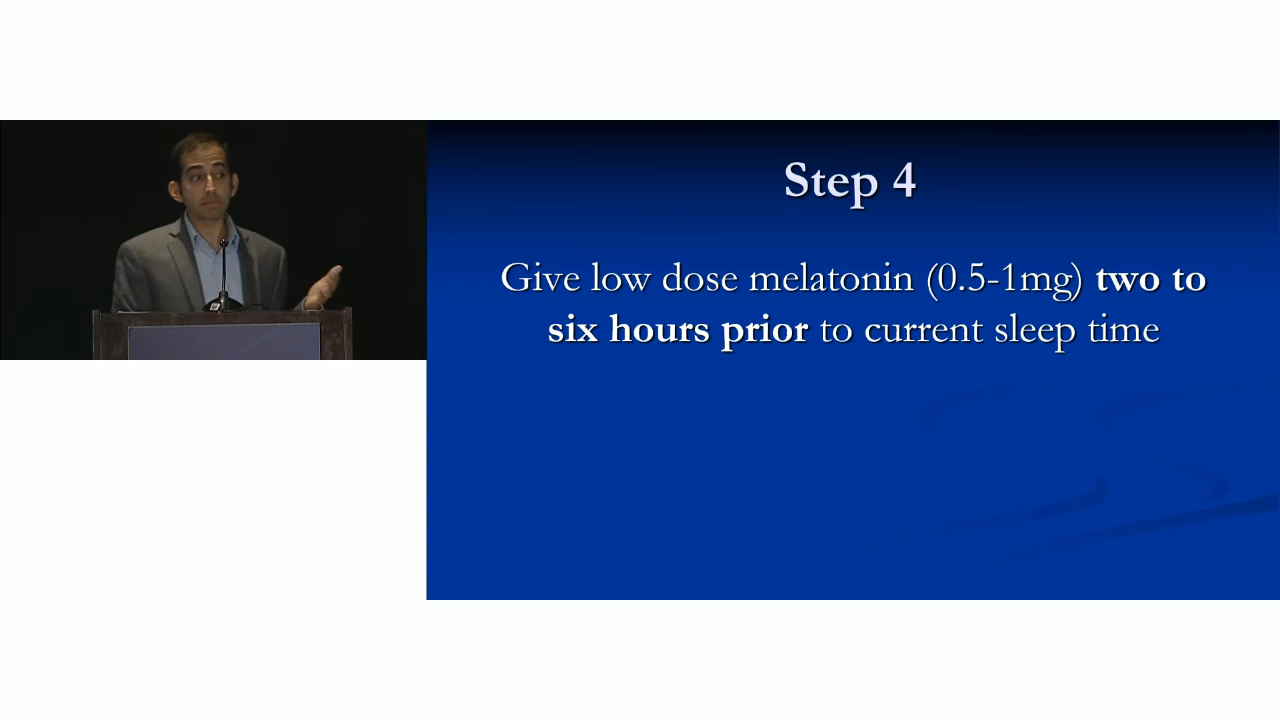 Step 4
Give low dose melatonin (0.5-1mg) two to
six hours prior to current sleep time